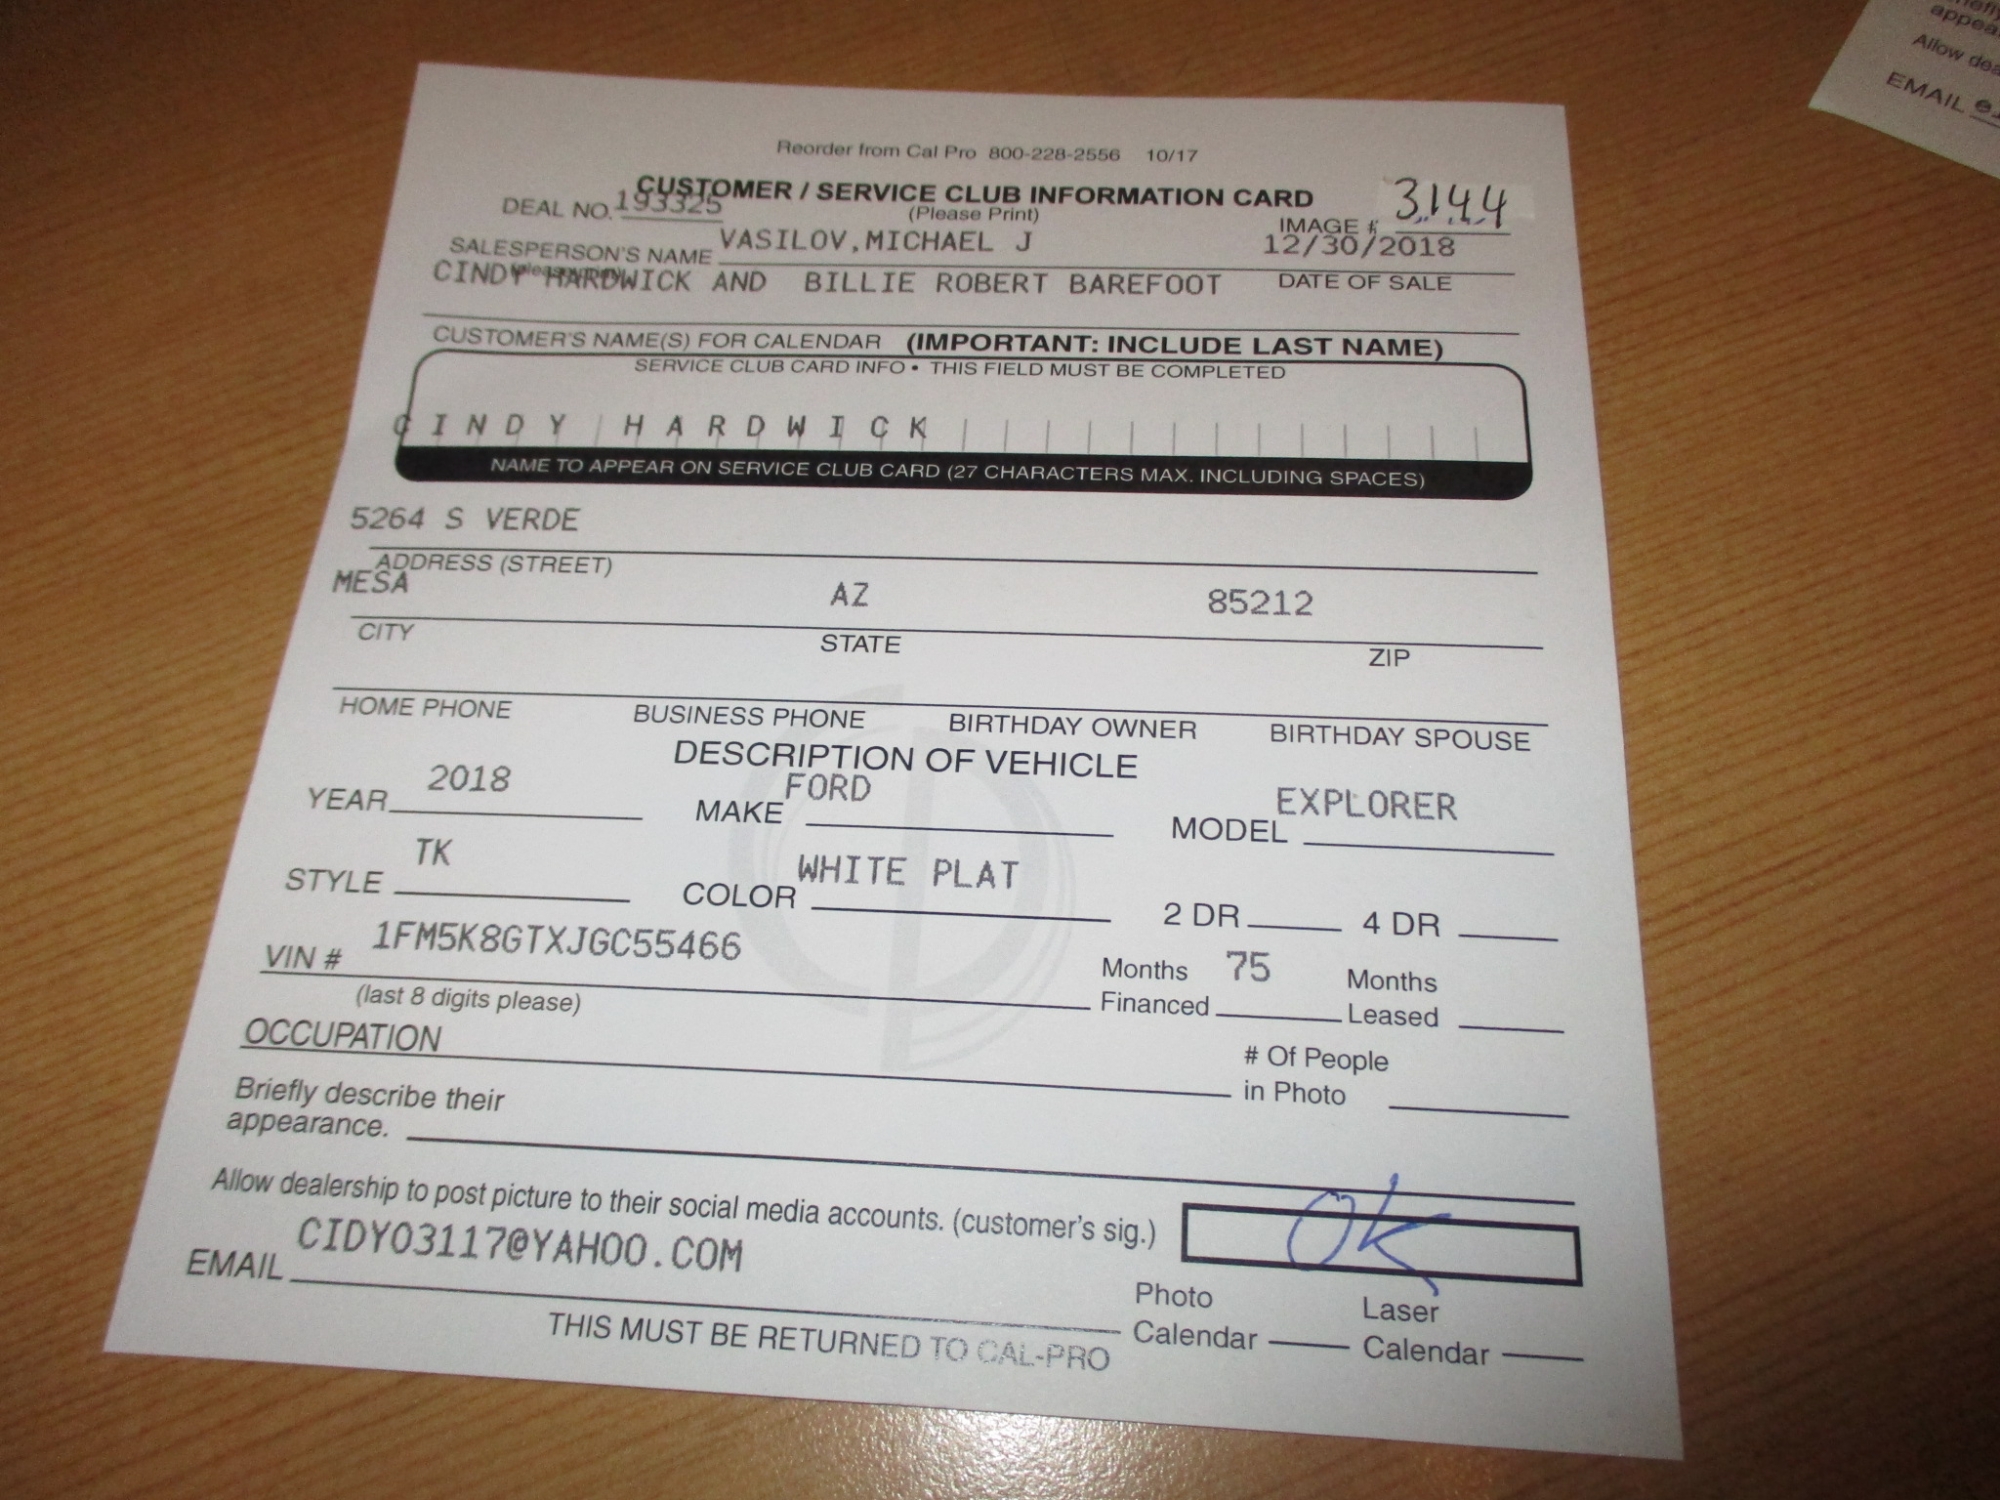 Reorder from Cal Pro 800-228-2556 10/17
CUSTOMER / SERVICE CLUB INFORMATION CARD
(Please Print)
DEAL NO. 193325
IMAGE # 3144
SALESPERSON'S NAME VASILOV,MICHAEL J 12/30/2018
(please print)
CINDY HARDWICK AND BILLIE ROBERT BAREFOOT DATE OF SALE
CUSTOMER'S NAME(S) FOR CALENDAR (IMPORTANT: INCLUDE LAST NAME)
SERVICE CLUB CARD INFO • THIS FIELD MUST BE COMPLETED
CINDY HARDWICK
NAME TO APPEAR ON SERVICE CLUB CARD (27 CHARACTERS MAX. INCLUDING SPACES)
5264 S VERDE
ADDRESS (STREET)
MESA AZ 85212
CITY STATE ZIP
HOME PHONE BUSINESS PHONE BIRTHDAY OWNER BIRTHDAY SPOUSE
DESCRIPTION OF VEHICLE
YEAR 2018 MAKE FORD MODEL EXPLORER
STYLE TK COLOR WHITE PLAT 2 DR 4 DR
VIN # 1FM5K8GTXJGC55466
(last 8 digits please)
Months Financed 75 Months Leased
OCCUPATION
# Of People
in Photo
Briefly describe their
appearance.
Allow dealership to post picture to their social media accounts. (customer's sig.) OK
EMAIL CIDY03117@YAHOO.COM
Photo Calendar Laser Calendar
THIS MUST BE RETURNED TO CAL-PRO
Allow
EMAIL